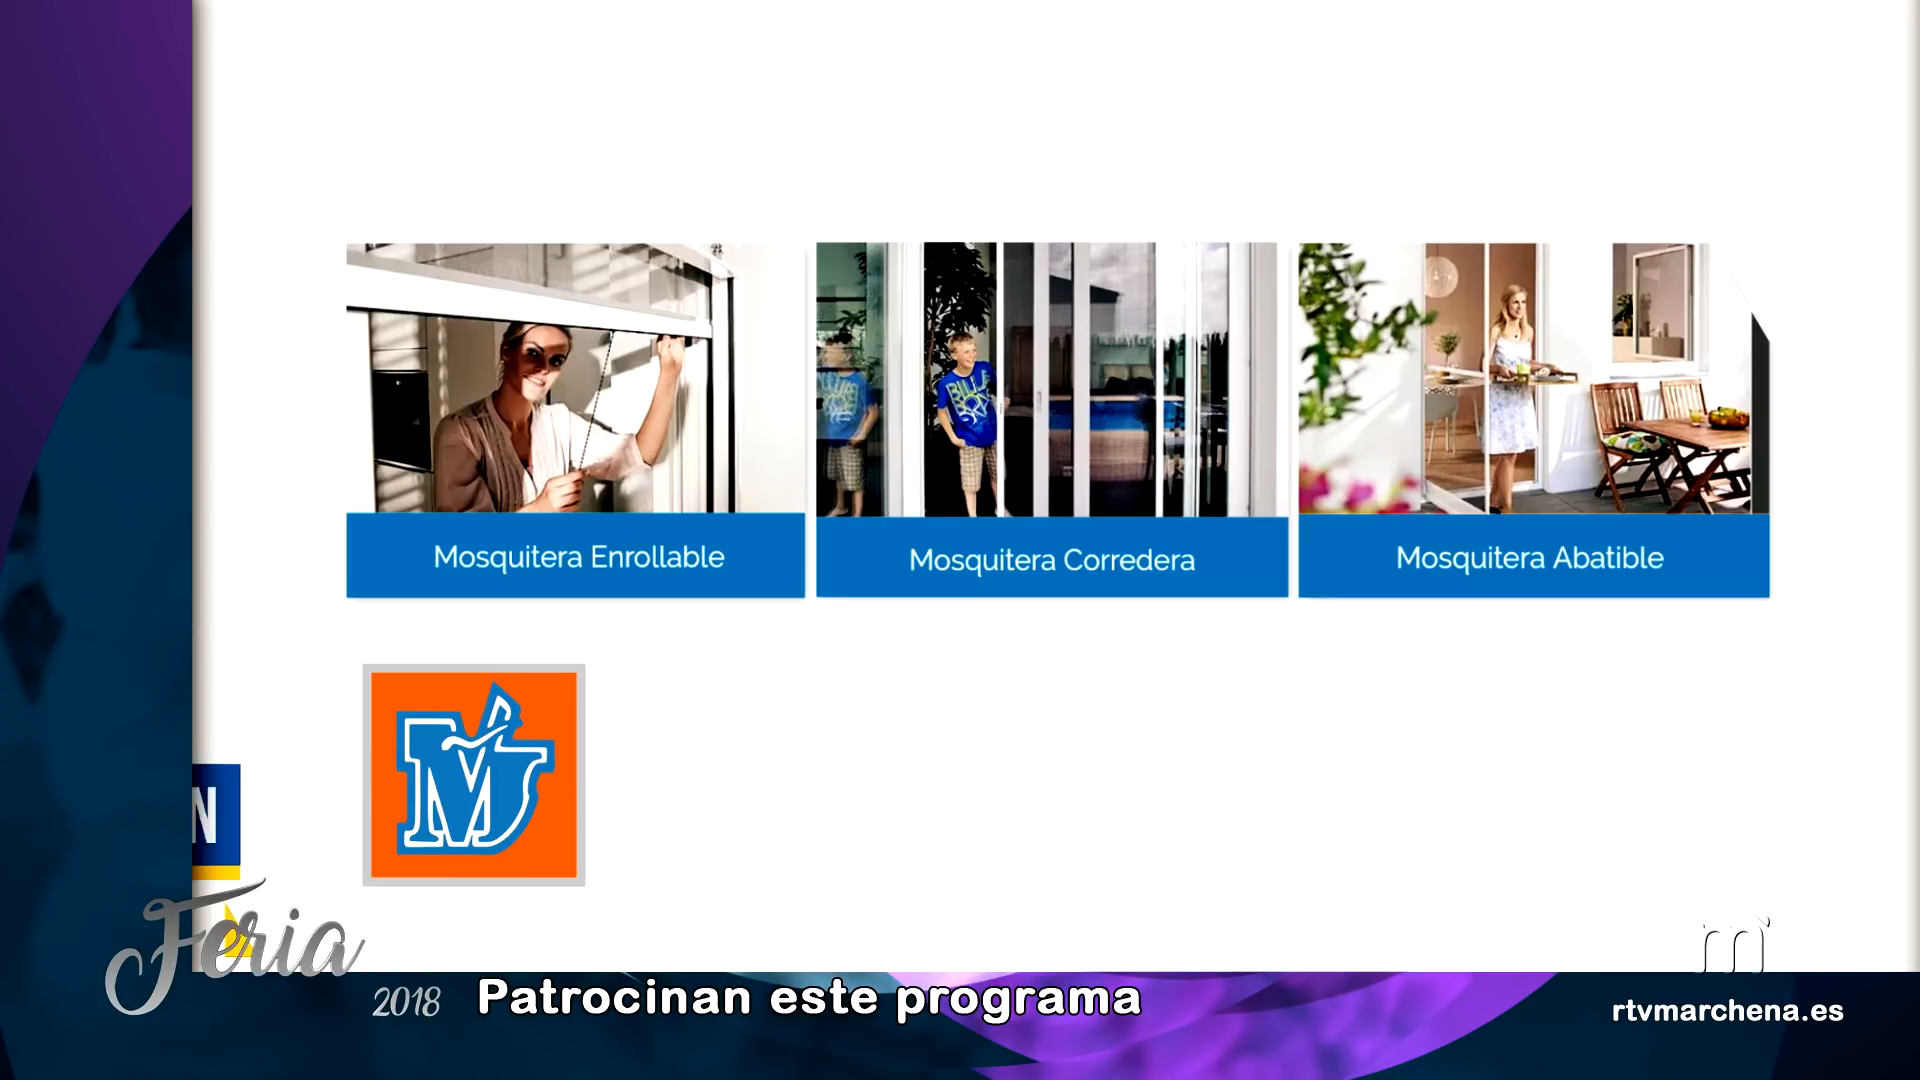 Mosquitera Enrollable
Mosquitera Corredera
Mosquitera Abatible
N
Feria
2018
Patrocinan este programa
rtvmarchena.es